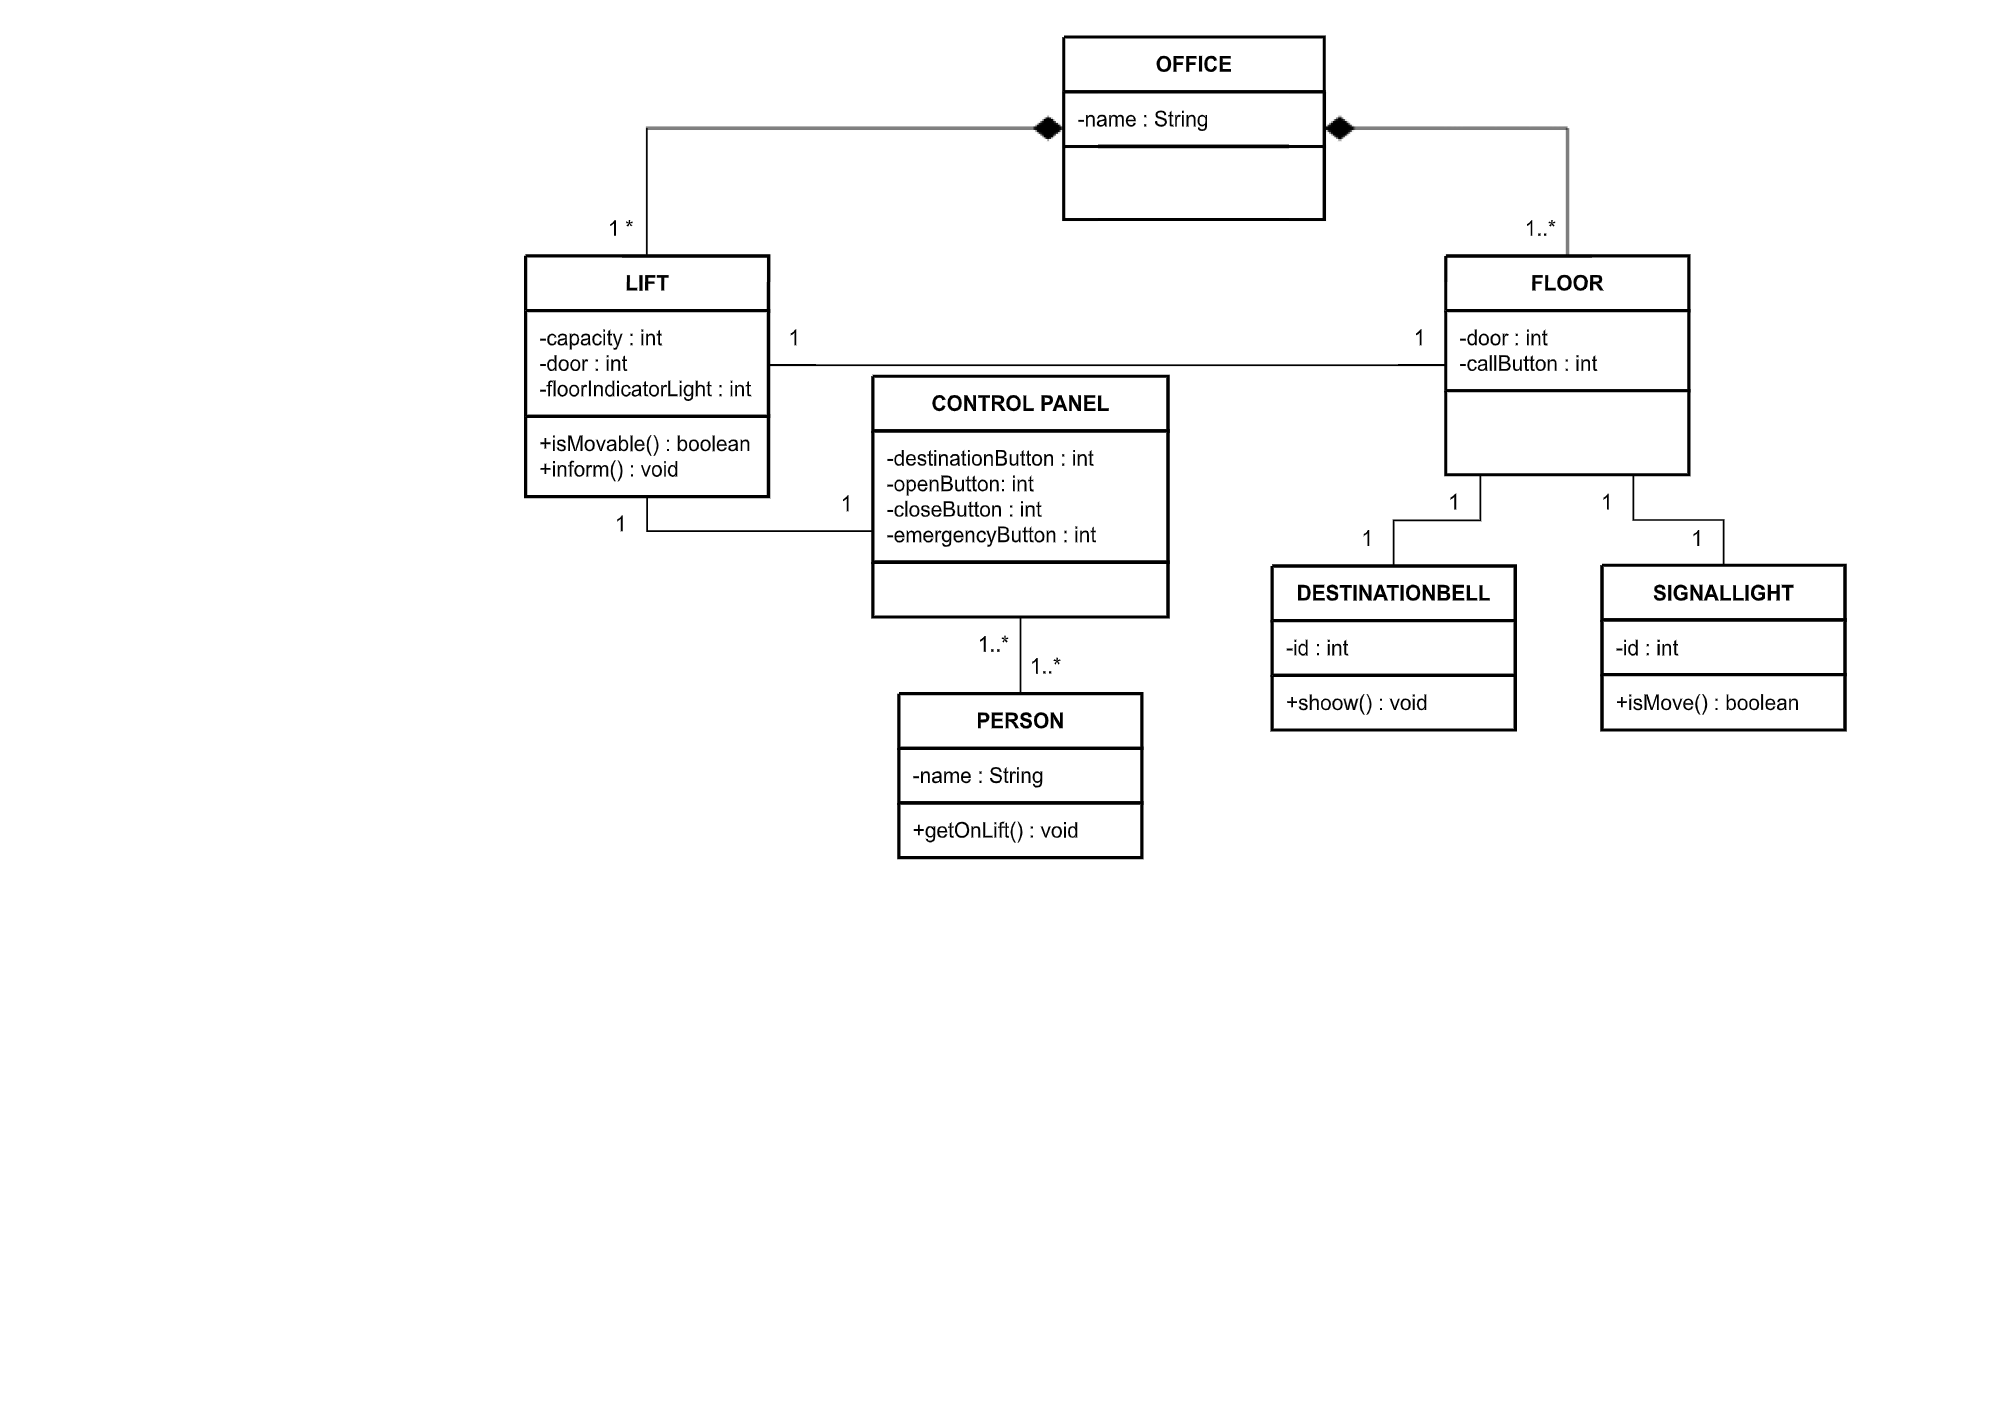 OFFICE
-name : String
1 *
1..*
LIFT
-capacity : int
-door : int
-floorIndicatorLight : int
+isMovable() : boolean
+inform() : void
1
1
FLOOR
-door : int
-callButton : int
CONTROL PANEL
-destinationButton : int
-openButton: int
-closeButton : int
-emergencyButton : int
1
1
1
1
1
1
DESTINATIONBELL
-id : int
+shoow() : void
SIGNALLIGHT
-id : int
+isMove() : boolean
1..*
1..*
PERSON
-name : String
+getOnLift() : void